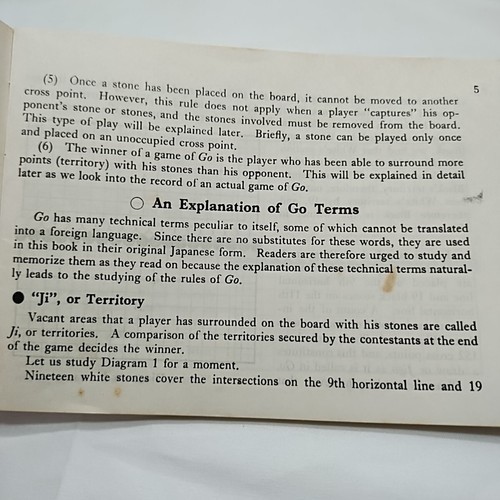 5
(5) Once a stone has been placed on the board, it cannot be moved to another
cross point. However, this rule does not apply when a player "captures" his op-
ponent's stone or stones, and the stones involved must be removed from the board.
This type of play will be explained later. Briefly, a stone can be played only once
and placed on an unoccupied cross point.
(6) The winner of a game of Go is the player who has been able to surround more
points (territory) with his stones than his opponent. This will be explained in detail
later as we look into the record of an actual game of Go.
○ An Explanation of Go Terms
Go has many technical terms peculiar to itself, some of which cannot be translated
into a foreign language. Since there are no substitutes for these words, they are used
in this book in their original Japanese form. Readers are therefore urged to study and
memorize them as they read on because the explanation of these technical terms natural-
ly leads to the studying of the rules of Go.
● "Ji", or Territory
Vacant areas that a player has surrounded on the board with his stones are called
Ji, or territories. A comparison of the territories secured by the contestants at the end
of the game decides the winner.
Let us study Diagram 1 for a moment.
Nineteen white stones cover the intersections on the 9th horizontal line and 19